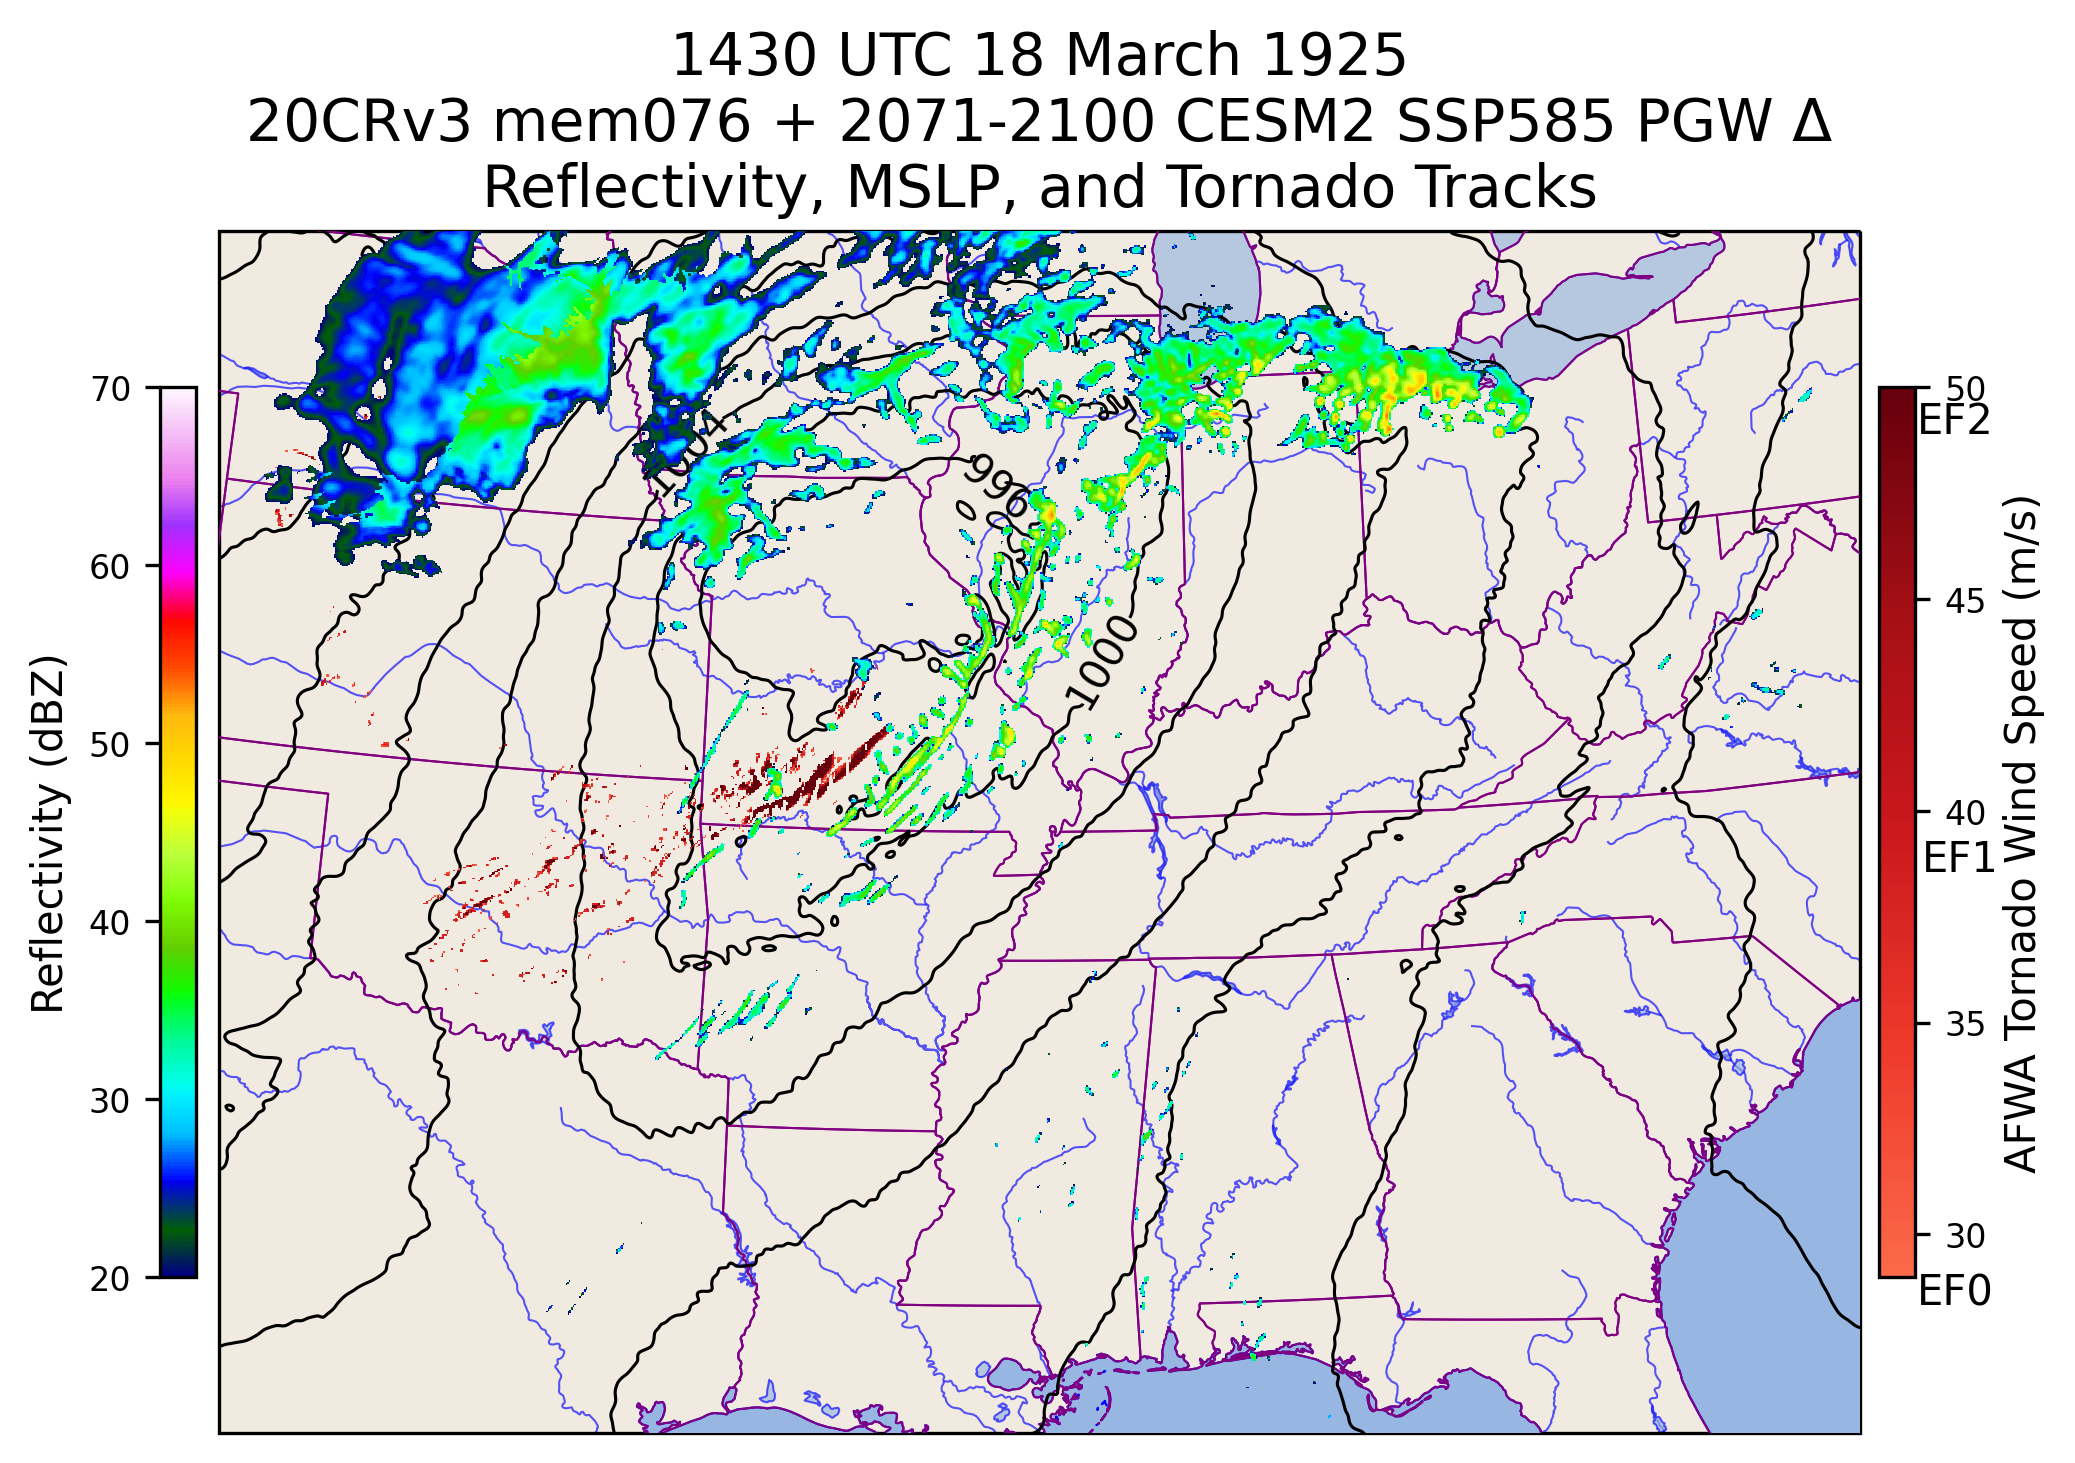 1430 UTC 18 March 1925
20CRv3 mem076 + 2071-2100 CESM2 SSP585 PGW Δ
Reflectivity, MSLP, and Tornado Tracks
Reflectivity (dBZ)
70
60
50
40
30
20
1004
996
1000
50
EF2
45
40
EF1
35
30
EF0
AFWA Tornado Wind Speed (m/s)